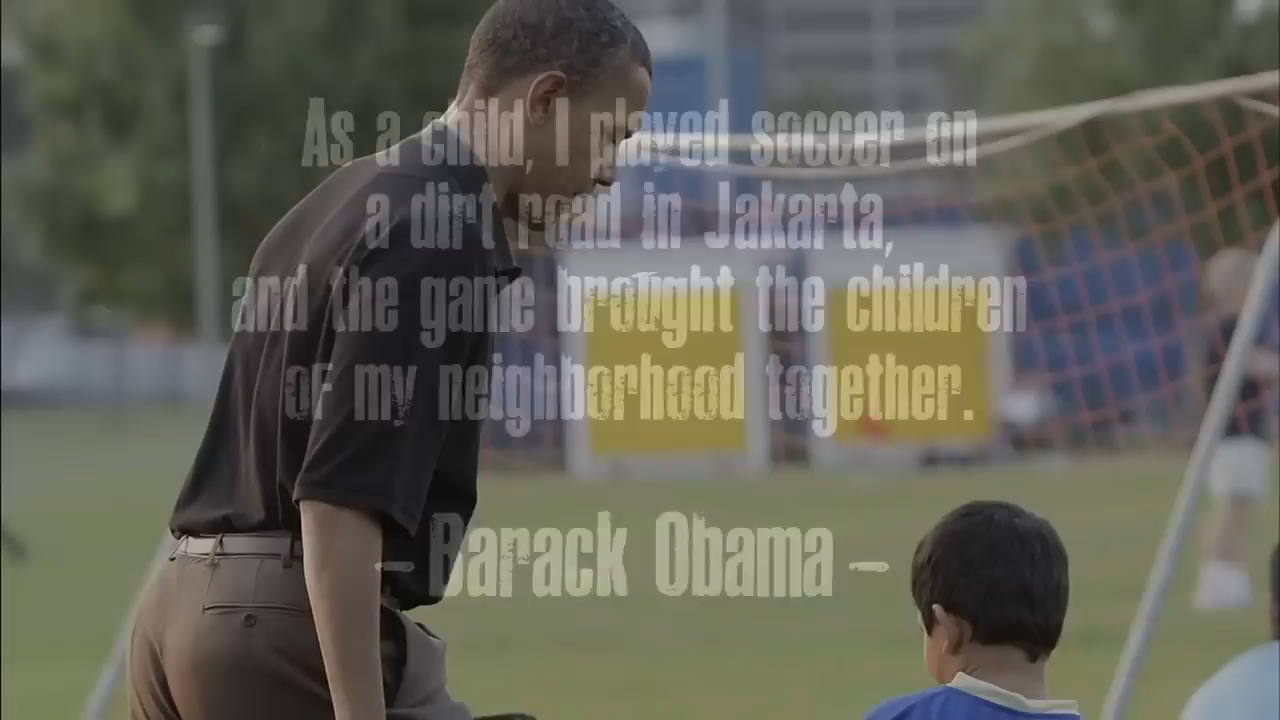 As a child, I played soccer on
a dirt road in Jakarta,
and the game brought the children
of my neighborhood together.
– Barack Obama –